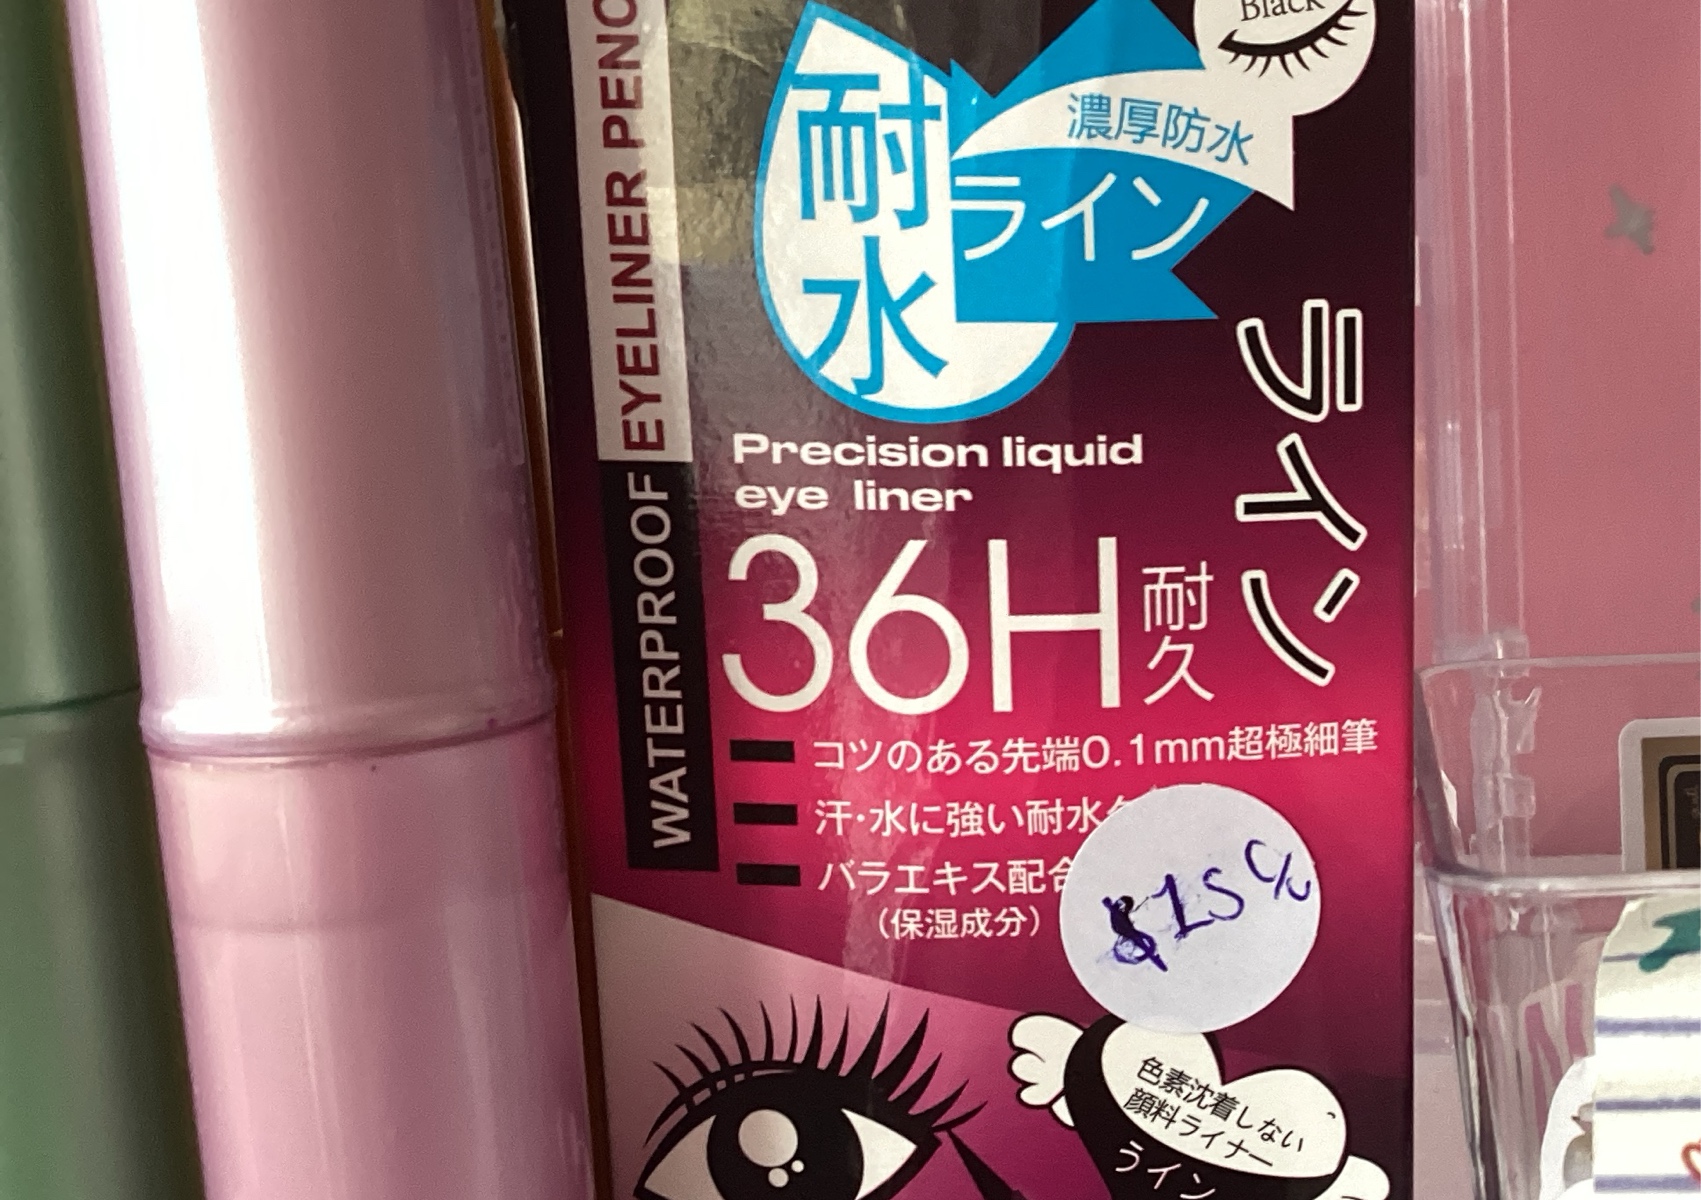 Black
耐水
濃厚防水
ライン
ライン
WATERPROOF EYELINER
Precision liquid
eye liner
36H
耐久
コツのある先端0.1mm超極細筆
汗・水に強い耐水
バラエキス配合
（保湿成分）
$15 c/
色素沈着しない
顔料ライナー
ライン